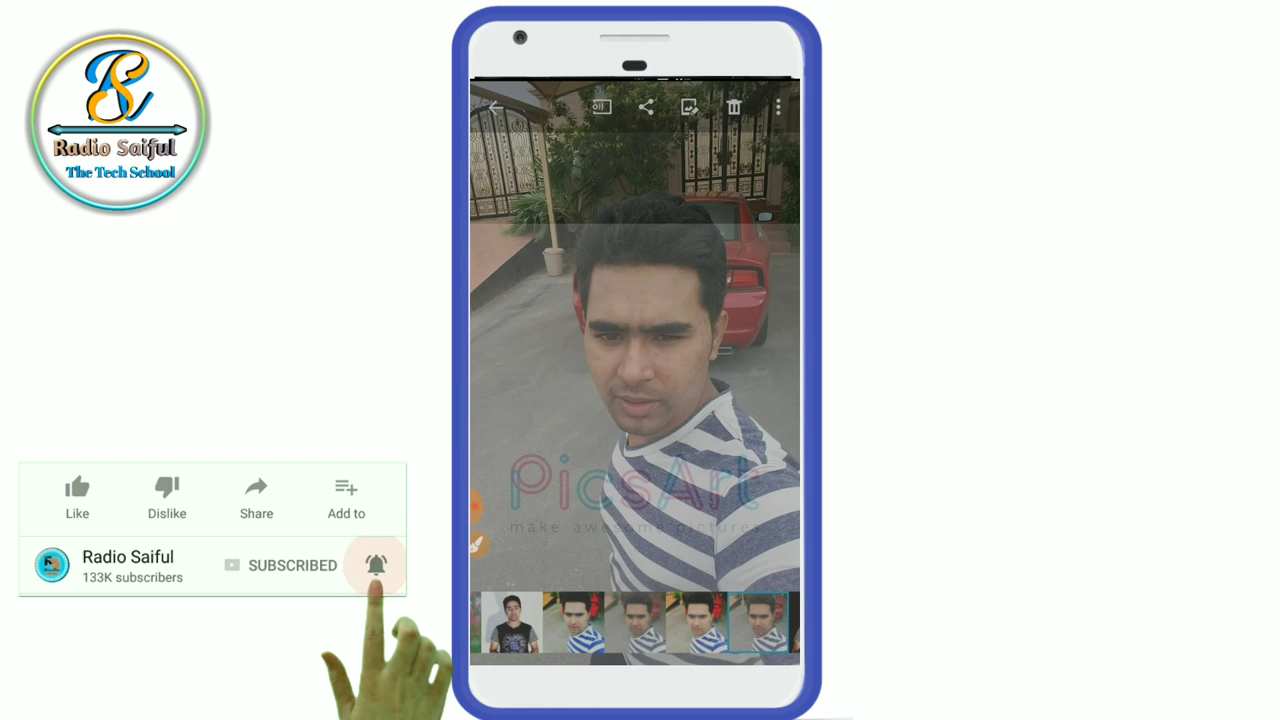 Radio Saiful
The Tech School
PicsArt
make awesome pictures
Like
Dislike
Share
Add to
Radio Saiful
133K subscribers
SUBSCRIBED